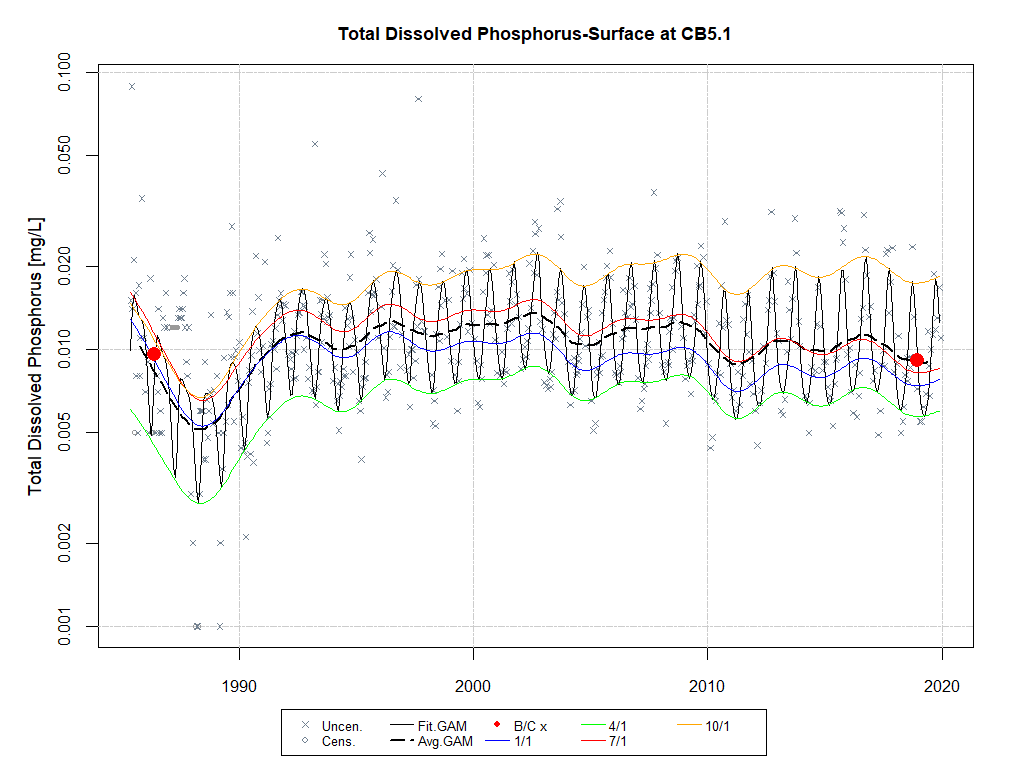 Total Dissolved Phosphorus-Surface at CB5.1
Total Dissolved Phosphorus [mg/L]
0.100
0.050
0.020
0.010
0.005
0.002
0.001
1990 2000 2010 2020
Uncen. Fit.GAM B/C x 4/1 10/1
Cens. Avg.GAM 1/1 7/1